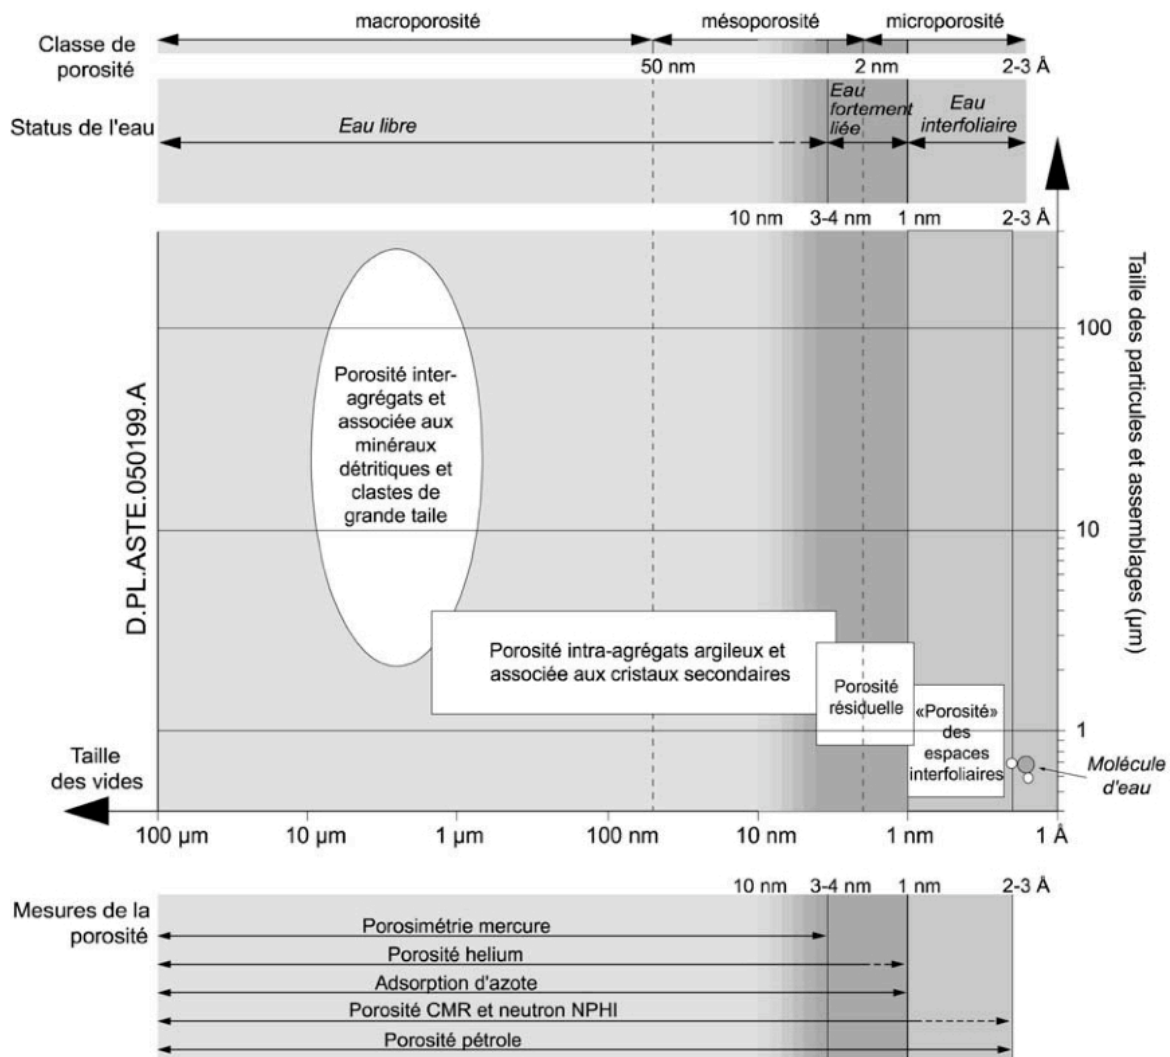 macroporosité
mésoporosité
microporosité
Classe de
porosité
50 nm
2 nm
2-3 Å
Status de l'eau
Eau libre
Eau
fortement
liée
Eau
interfoliaire
10 nm
3-4 nm
1 nm
2-3 Å
D.PL.ASTE.050199.A
Porosité inter-
agrégats et
associée aux
minéraux
détritiques et
clastes de
grande taile
Porosité intra-agrégats argileux et
associée aux cristaux secondaires
Porosité
résiduelle
«Porosité»
des
espaces
interfoliaires
Molécule
d'eau
100
10
1
Taille des particules et assemblages (µm)
Taille
des vides
100 µm
10 µm
1 µm
100 nm
10 nm
1 nm
1 Å
10 nm
3-4 nm
1 nm
2-3 Å
Mesures de la
porosité
Porosimétrie mercure
Porosité helium
Adsorption d'azote
Porosité CMR et neutron NPHI
Porosité pétrole